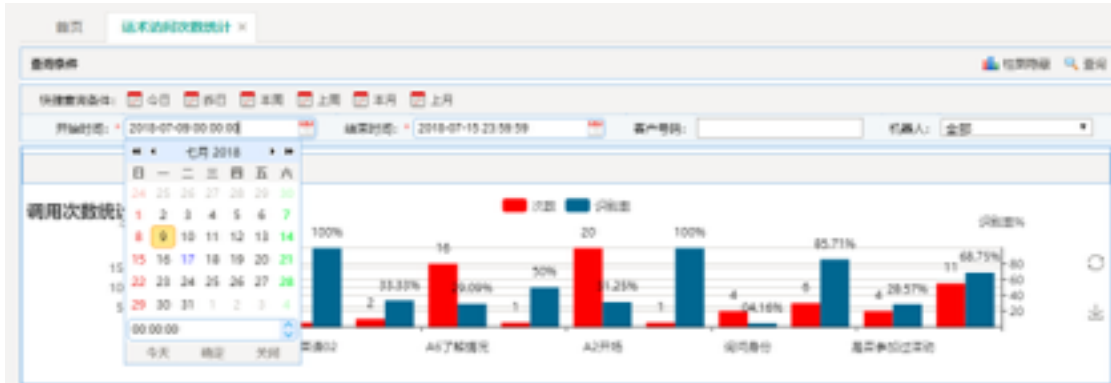 首页 话术访问次数统计 ×
查询条件 检测隐藏 查询
快捷查询条件: 今日 昨日 本周 上周 本月 上月
开始时间: * 2018-07-09 00:00:00 结束时间: * 2018-07-15 23:59:59 客户号码: 机器人: 全部
七月 2018
日 一 二 三 四 五 六
24 25 26 27 28 29 30
1 2 3 4 5 6 7
8 9 10 11 12 13 14
15 16 17 18 19 20 21
22 23 24 25 26 27 28
29 30 31 1 2 3 4
00:00:00
今天 确定 关闭
调用次数统计
次数 识别率
识别率%
100% 16 20 100% 85.71% 68.75%
2 33.33% 1 50% 1 4 6 4 28.57% 11
15
10
5
80
60
40
20
A6了解情况 A2开场 询问身份 是否参加过活动